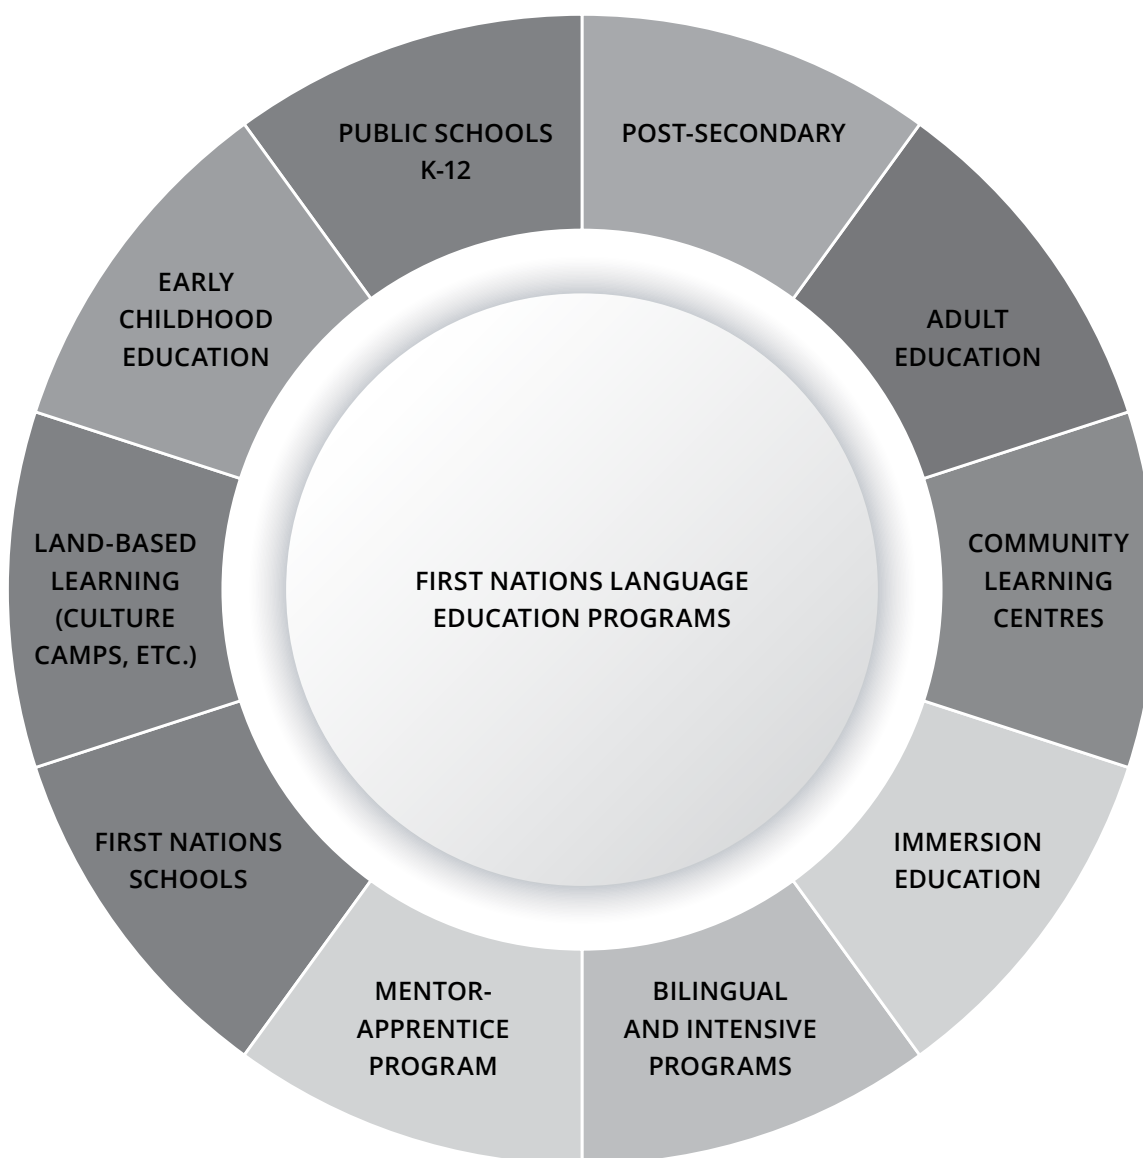 PUBLIC SCHOOLS
K-12
POST-SECONDARY
ADULT
EDUCATION
COMMUNITY
LEARNING
CENTRES
IMMERSION
EDUCATION
BILINGUAL
AND INTENSIVE
PROGRAMS
MENTOR-
APPRENTICE
PROGRAM
FIRST NATIONS
SCHOOLS
LAND-BASED
LEARNING
(CULTURE
CAMPS, ETC.)
EARLY
CHILDHOOD
EDUCATION
FIRST NATIONS LANGUAGE
EDUCATION PROGRAMS